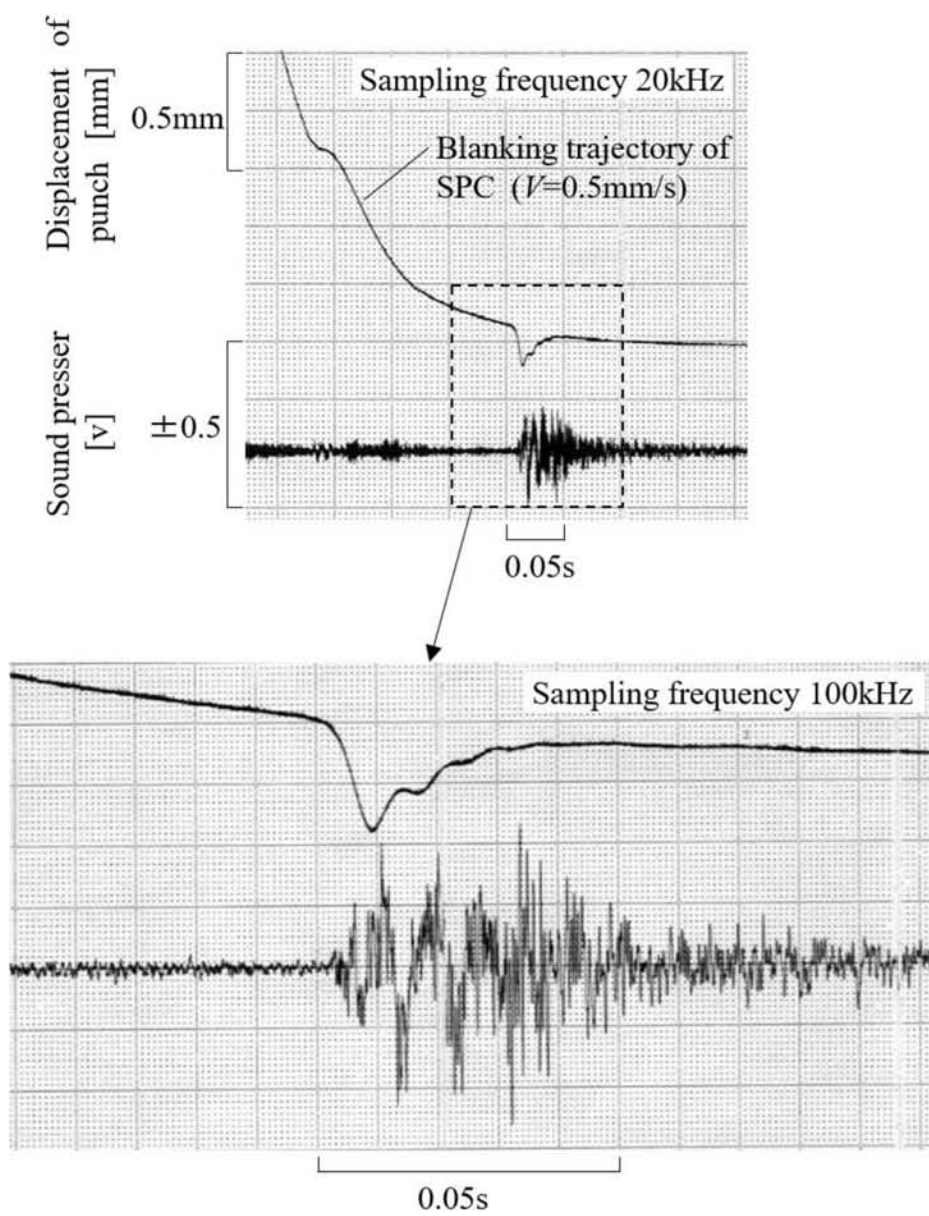 Displacement of
punch [mm]
0.5mm
Sampling frequency 20kHz
Blanking trajectory of
SPC (V=0.5mm/s)
Sound presser
[v]
±0.5
0.05s
Sampling frequency 100kHz
0.05s